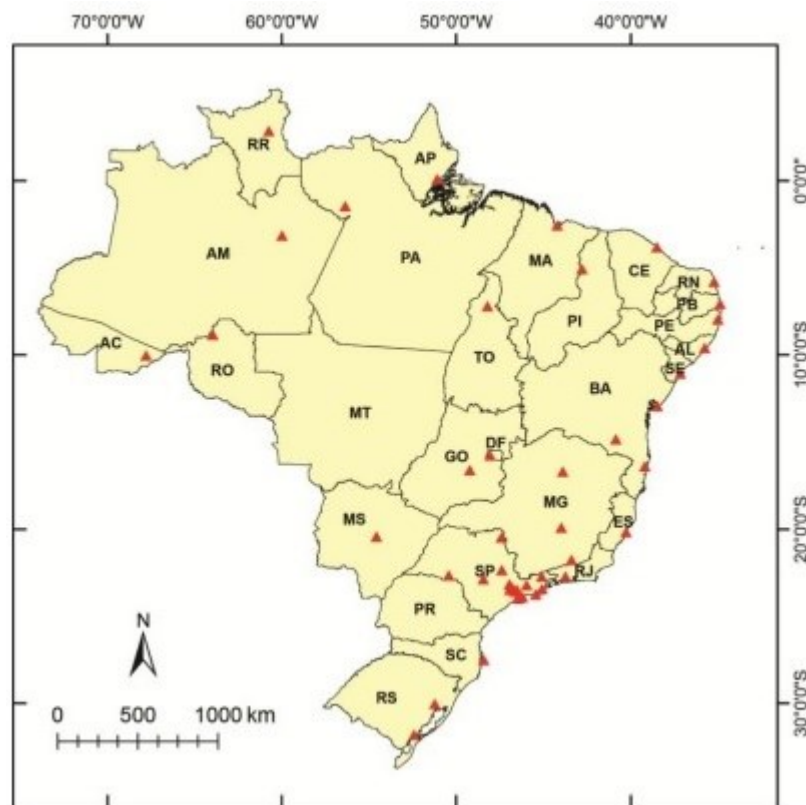 70°0'0"W 60°0'0"W 50°0'0"W 40°0'0"W
RR
AP
0°0'0"
AM
PA
MA
CE
RN
PB
PI
PE
AC
AL
TO
SE
RO
BA
S
MT
DF
GO
10°0'0"S
MG
MS
ES
20°0'0"S
SP
RJ
PR
N
SC
RS
30°0'0"S
0 500 1000 km